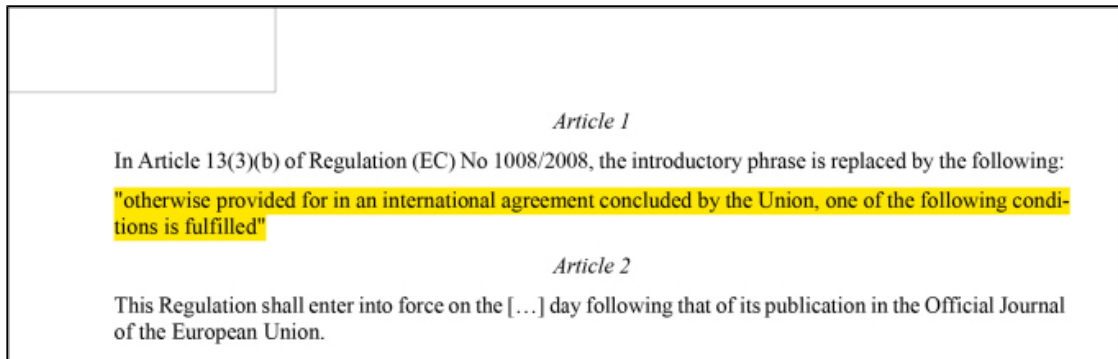 Article 1
In Article 13(3)(b) of Regulation (EC) No 1008/2008, the introductory phrase is replaced by the following:
"otherwise provided for in an international agreement concluded by the Union, one of the following condi-
tions is fulfilled"
Article 2
This Regulation shall enter into force on the […] day following that of its publication in the Official Journal
of the European Union.